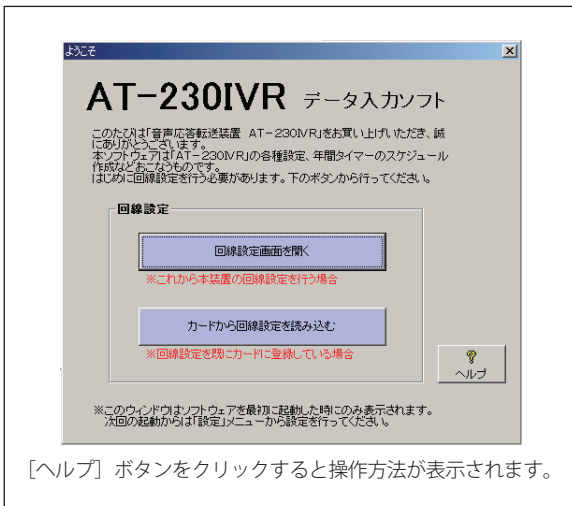 ようこそ
AT-230IVR データ入力ソフト
このたびは「音声応答転送装置 AT-230IVR」をお買い上げいただき、誠
にありがとうございます。
本ソフトウェアは「AT-230IVR」の各種設定、年間タイマーのスケジュール
作成などおこなうものです。
はじめに回線設定を行う必要があります。下のボタンから行ってください。
回線設定
回線設定画面を開く
※これから本装置の回線設定を行う場合
カードから回線設定を読み込む
※回線設定を既にカードに登録している場合
ヘルプ
※このウィンドウはソフトウェアを最初に起動した時にのみ表示されます。
次回の起動からは「設定」メニューから設定を行ってください。
［ヘルプ］ボタンをクリックすると操作方法が表示されます。